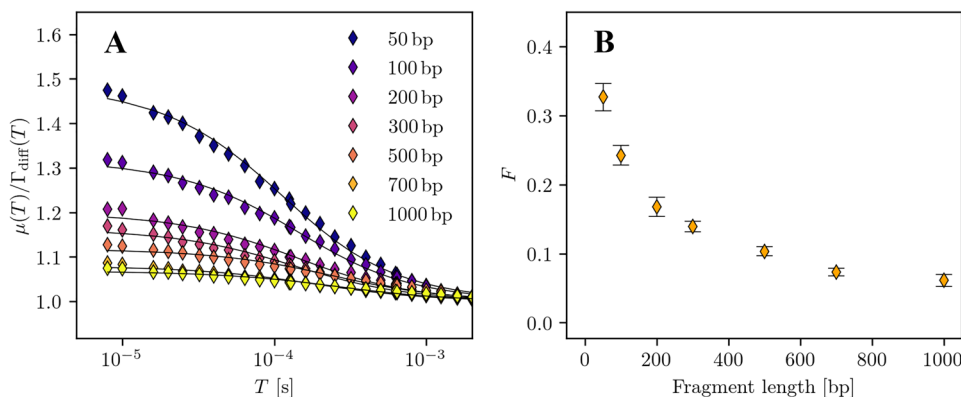 A
B
1.6
1.5
1.4
1.3
1.2
1.1
1.0
μ(T)/Γdiff(T)
50 bp
100 bp
200 bp
300 bp
500 bp
700 bp
1000 bp
10⁻⁵
10⁻⁴
10⁻³
T [s]
0.4
0.3
0.2
0.1
0.0
F
0
200
400
600
800
1000
Fragment length [bp]